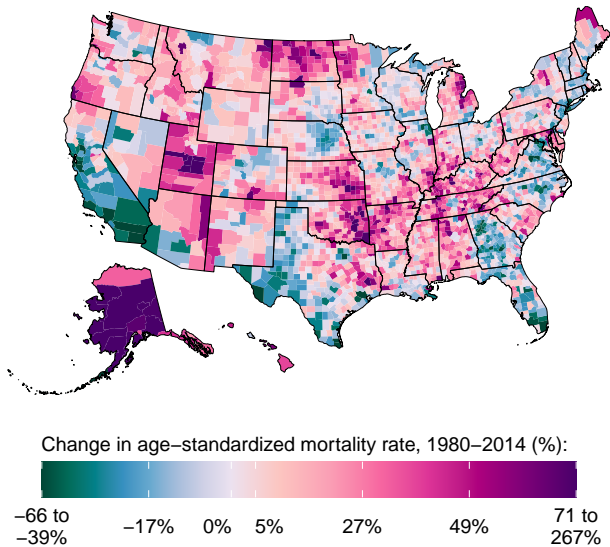 Change in age−standardized mortality rate, 1980−2014 (%):
−66 to −39% −17% 0% 5% 27% 49% 71 to 267%